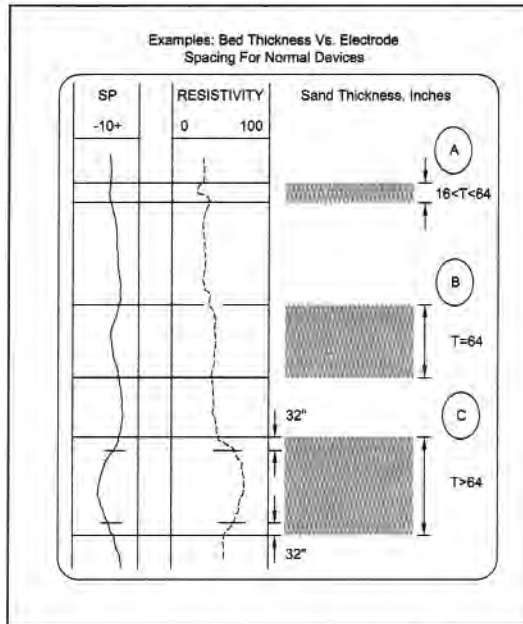 Examples: Bed Thickness Vs. Electrode
Spacing For Normal Devices
SP
RESISTIVITY
Sand Thickness, Inches
-10+
0
100
A
16<T<64
B
T=64
C
32"
T>64
32"